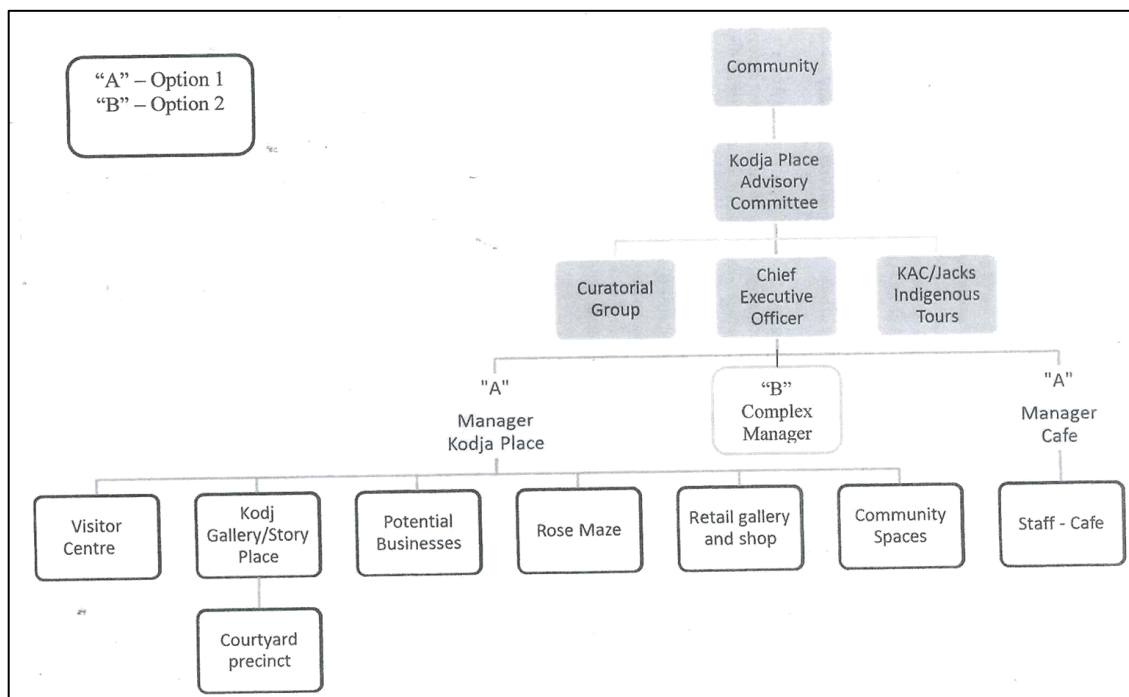 “A” – Option 1
“B” – Option 2
Community
Kodja Place
Advisory
Committee
Curatorial
Group
Chief
Executive
Officer
KAC/Jacks
Indigenous
Tours
"A"
Manager
Kodja Place
“B”
Complex
Manager
"A"
Manager
Cafe
Visitor
Centre
Kodj
Gallery/Story
Place
Potential
Businesses
Rose Maze
Retail gallery
and shop
Community
Spaces
Staff - Cafe
Courtyard
precinct